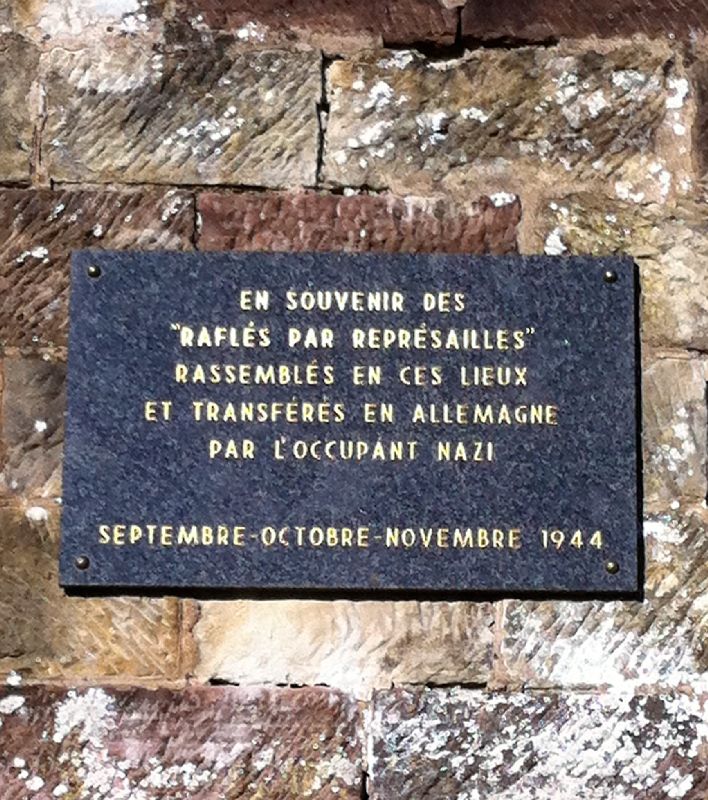 EN SOUVENIR DES
"RAFLÉS PAR REPRÉSAILLES"
RASSEMBLÉS EN CES LIEUX
ET TRANSFÉRÉS EN ALLEMAGNE
PAR L'OCCUPANT NAZI
SEPTEMBRE-OCTOBRE-NOVEMBRE 1944